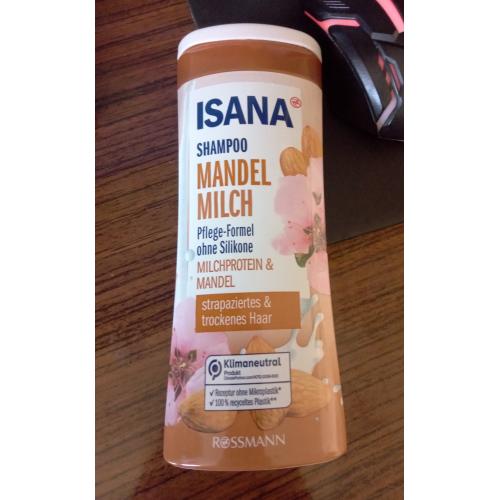 ISANA
SHAMPOO
MANDEL
MILCH
Pflege-Formel
ohne Silikone
MILCHPROTEIN &
MANDEL
strapaziertes &
trockenes Haar
Klimaneutral
Produkt
✓ Rezeptur ohne Mikroplastik*
✓ 100 % recyceltes Plastik**
ROSSMANN